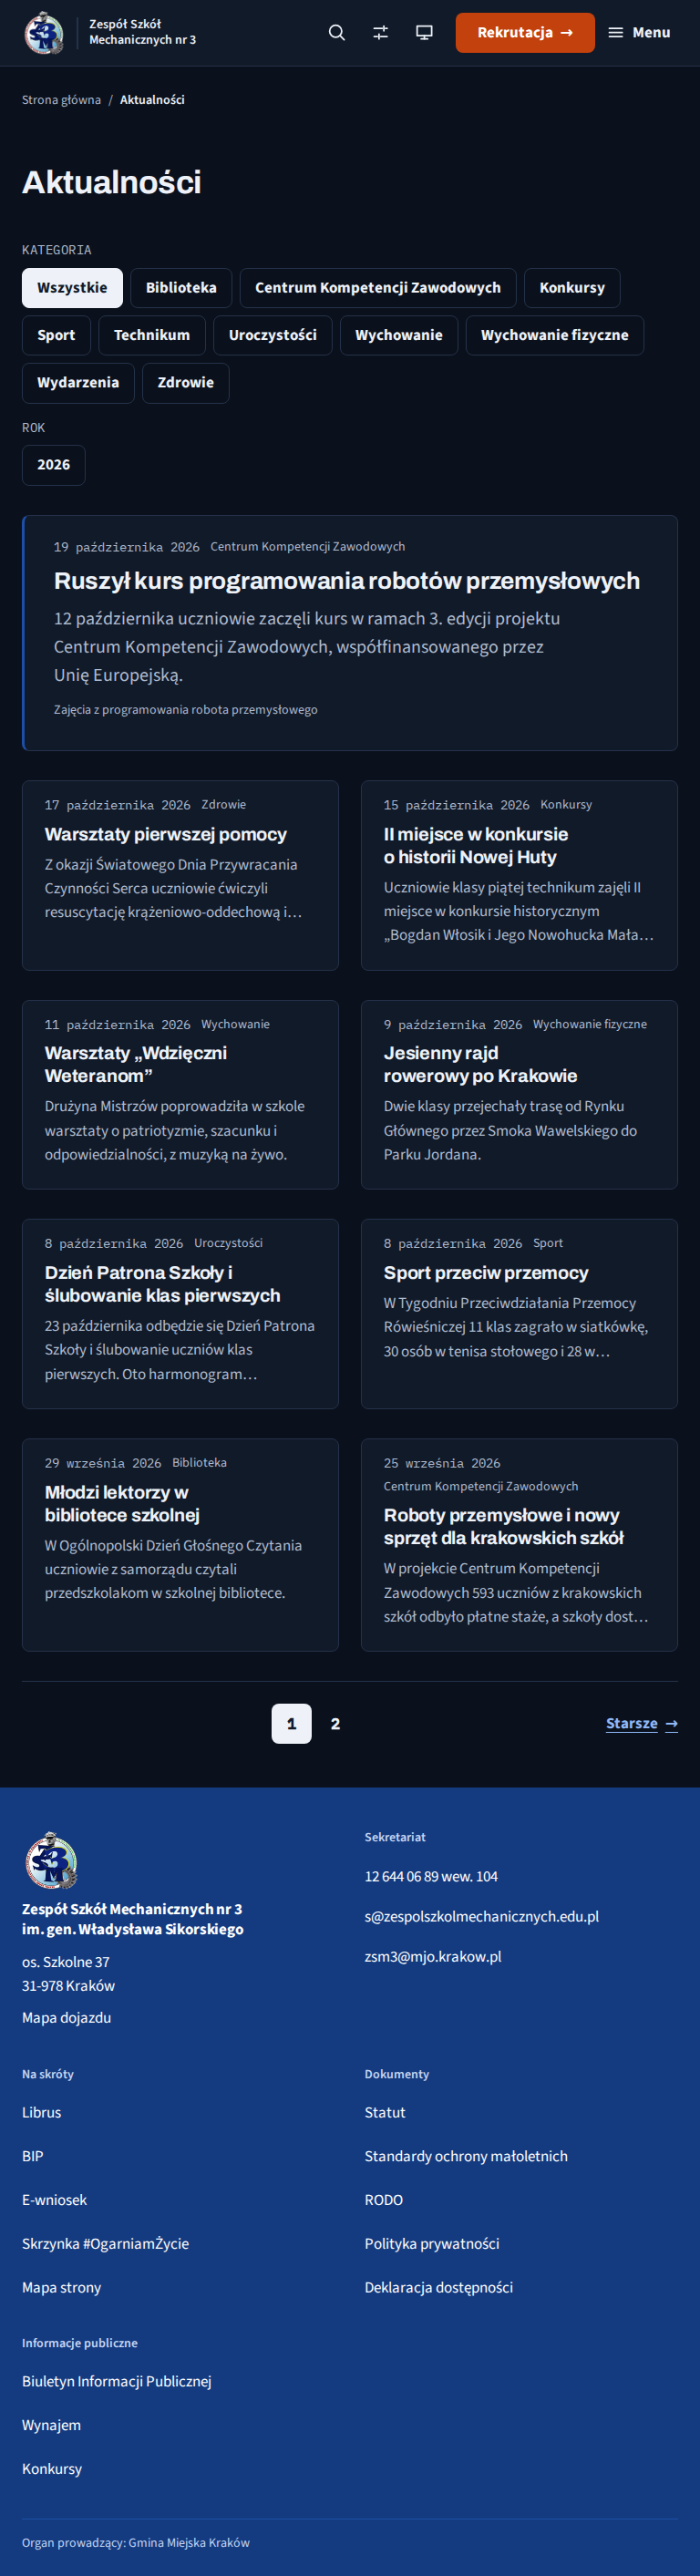 Zespół Szkół
Mechanicznych nr 3
Rekrutacja →
Menu
Strona główna / Aktualności
Aktualności
KATEGORIA
Wszystkie
Biblioteka
Centrum Kompetencji Zawodowych
Konkursy
Sport
Technikum
Uroczystości
Wychowanie
Wychowanie fizyczne
Wydarzenia
Zdrowie
ROK
2026
19 października 2026 Centrum Kompetencji Zawodowych
Ruszył kurs programowania robotów przemysłowych
12 października uczniowie zaczęli kurs w ramach 3. edycji projektu
Centrum Kompetencji Zawodowych, współfinansowanego przez
Unię Europejską.
Zajęcia z programowania robota przemysłowego
17 października 2026 Zdrowie
Warsztaty pierwszej pomocy
Z okazji Światowego Dnia Przywracania
Czynności Serca uczniowie ćwiczyli
resuscytację krążeniowo-oddechową i…
15 października 2026 Konkursy
II miejsce w konkursie
o historii Nowej Huty
Uczniowie klasy piątej technikum zajęli II
miejsce w konkursie historycznym
„Bogdan Włosik i Jego Nowohucka Mała…
11 października 2026 Wychowanie
Warsztaty „Wdzięczni
Weteranom”
Drużyna Mistrzów poprowadziła w szkole
warsztaty o patriotyzmie, szacunku i
odpowiedzialności, z muzyką na żywo.
9 października 2026 Wychowanie fizyczne
Jesienny rajd
rowerowy po Krakowie
Dwie klasy przejechały trasę od Rynku
Głównego przez Smoka Wawelskiego do
Parku Jordana.
8 października 2026 Uroczystości
Dzień Patrona Szkoły i
ślubowanie klas pierwszych
23 października odbędzie się Dzień Patrona
Szkoły i ślubowanie uczniów klas
pierwszych. Oto harmonogram…
8 października 2026 Sport
Sport przeciw przemocy
W Tygodniu Przeciwdziałania Przemocy
Rówieśniczej 11 klas zagrało w siatkówkę,
30 osób w tenisa stołowego i 28 w…
29 września 2026 Biblioteka
Młodzi lektorzy w
bibliotece szkolnej
W Ogólnopolski Dzień Głośnego Czytania
uczniowie z samorządu czytali
przedszkolakom w szkolnej bibliotece.
25 września 2026
Centrum Kompetencji Zawodowych
Roboty przemysłowe i nowy
sprzęt dla krakowskich szkół
W projekcie Centrum Kompetencji
Zawodowych 593 uczniów z krakowskich
szkół odbyło płatne staże, a szkoły dost…
1
2
Starsze →
Zespół Szkół Mechanicznych nr 3
im. gen. Władysława Sikorskiego
os. Szkolne 37
31-978 Kraków
Mapa dojazdu
Sekretariat
12 644 06 89 wew. 104
s@zespolszkolmechanicznych.edu.pl
zsm3@mjo.krakow.pl
Na skróty
Librus
BIP
E-wniosek
Skrzynka #OgarniamŻycie
Mapa strony
Dokumenty
Statut
Standardy ochrony małoletnich
RODO
Polityka prywatności
Deklaracja dostępności
Informacje publiczne
Biuletyn Informacji Publicznej
Wynajem
Konkursy
Organ prowadzący: Gmina Miejska Kraków